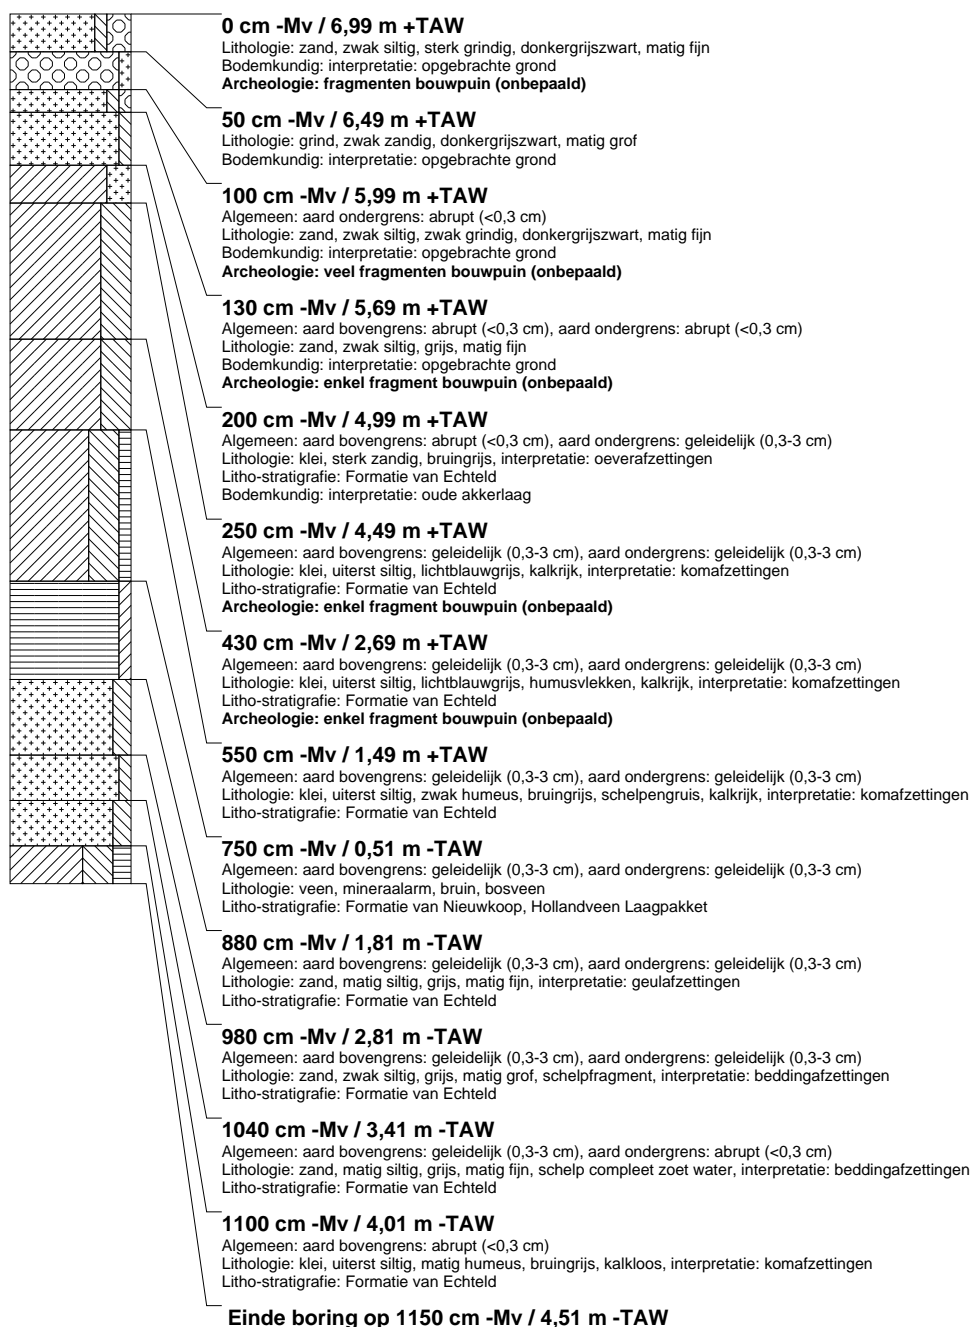 0 cm -Mv / 6,99 m +TAW
Lithologie: zand, zwak siltig, sterk grindig, donkergrijszwart, matig fijn
Bodemkundig: interpretatie: opgebrachte grond
Archeologie: fragmenten bouwpuin (onbepaald)
50 cm -Mv / 6,49 m +TAW
Lithologie: grind, zwak zandig, donkergrijszwart, matig grof
Bodemkundig: interpretatie: opgebrachte grond
100 cm -Mv / 5,99 m +TAW
Algemeen: aard ondergrens: abrupt (<0,3 cm)
Lithologie: zand, zwak siltig, zwak grindig, donkergrijszwart, matig fijn
Bodemkundig: interpretatie: opgebrachte grond
Archeologie: veel fragmenten bouwpuin (onbepaald)
130 cm -Mv / 5,69 m +TAW
Algemeen: aard bovengrens: abrupt (<0,3 cm), aard ondergrens: abrupt (<0,3 cm)
Lithologie: zand, zwak siltig, grijs, matig fijn
Bodemkundig: interpretatie: opgebrachte grond
Archeologie: enkel fragment bouwpuin (onbepaald)
200 cm -Mv / 4,99 m +TAW
Algemeen: aard bovengrens: abrupt (<0,3 cm), aard ondergrens: geleidelijk (0,3-3 cm)
Lithologie: klei, sterk zandig, bruingrijs, interpretatie: oeverafzettingen
Litho-stratigrafie: Formatie van Echteld
Bodemkundig: interpretatie: oude akkerlaag
250 cm -Mv / 4,49 m +TAW
Algemeen: aard bovengrens: geleidelijk (0,3-3 cm), aard ondergrens: geleidelijk (0,3-3 cm)
Lithologie: klei, uiterst siltig, lichtblauwgrijs, kalkrijk, interpretatie: komafzettingen
Litho-stratigrafie: Formatie van Echteld
Archeologie: enkel fragment bouwpuin (onbepaald)
430 cm -Mv / 2,69 m +TAW
Algemeen: aard bovengrens: geleidelijk (0,3-3 cm), aard ondergrens: geleidelijk (0,3-3 cm)
Lithologie: klei, uiterst siltig, lichtblauwgrijs, humusvlekken, kalkrijk, interpretatie: komafzettingen
Litho-stratigrafie: Formatie van Echteld
Archeologie: enkel fragment bouwpuin (onbepaald)
550 cm -Mv / 1,49 m +TAW
Algemeen: aard bovengrens: geleidelijk (0,3-3 cm), aard ondergrens: geleidelijk (0,3-3 cm)
Lithologie: klei, uiterst siltig, zwak humeus, bruingrijs, schelpengruis, kalkrijk, interpretatie: komafzettingen
Litho-stratigrafie: Formatie van Echteld
750 cm -Mv / 0,51 m -TAW
Algemeen: aard bovengrens: geleidelijk (0,3-3 cm), aard ondergrens: geleidelijk (0,3-3 cm)
Lithologie: veen, mineraalarm, bruin, bosveen
Litho-stratigrafie: Formatie van Nieuwkoop, Hollandveen Laagpakket
880 cm -Mv / 1,81 m -TAW
Algemeen: aard bovengrens: geleidelijk (0,3-3 cm), aard ondergrens: geleidelijk (0,3-3 cm)
Lithologie: zand, matig siltig, grijs, matig fijn, interpretatie: geulafzettingen
Litho-stratigrafie: Formatie van Echteld
980 cm -Mv / 2,81 m -TAW
Algemeen: aard bovengrens: geleidelijk (0,3-3 cm), aard ondergrens: geleidelijk (0,3-3 cm)
Lithologie: zand, zwak siltig, grijs, matig grof, schelpfragment, interpretatie: beddingafzettingen
Litho-stratigrafie: Formatie van Echteld
1040 cm -Mv / 3,41 m -TAW
Algemeen: aard bovengrens: geleidelijk (0,3-3 cm), aard ondergrens: abrupt (<0,3 cm)
Lithologie: zand, matig siltig, grijs, matig fijn, schelp compleet zoet water, interpretatie: beddingafzettingen
Litho-stratigrafie: Formatie van Echteld
1100 cm -Mv / 4,01 m -TAW
Algemeen: aard bovengrens: abrupt (<0,3 cm)
Lithologie: klei, uiterst siltig, matig humeus, bruingrijs, kalkloos, interpretatie: komafzettingen
Litho-stratigrafie: Formatie van Echteld
Einde boring op 1150 cm -Mv / 4,51 m -TAW